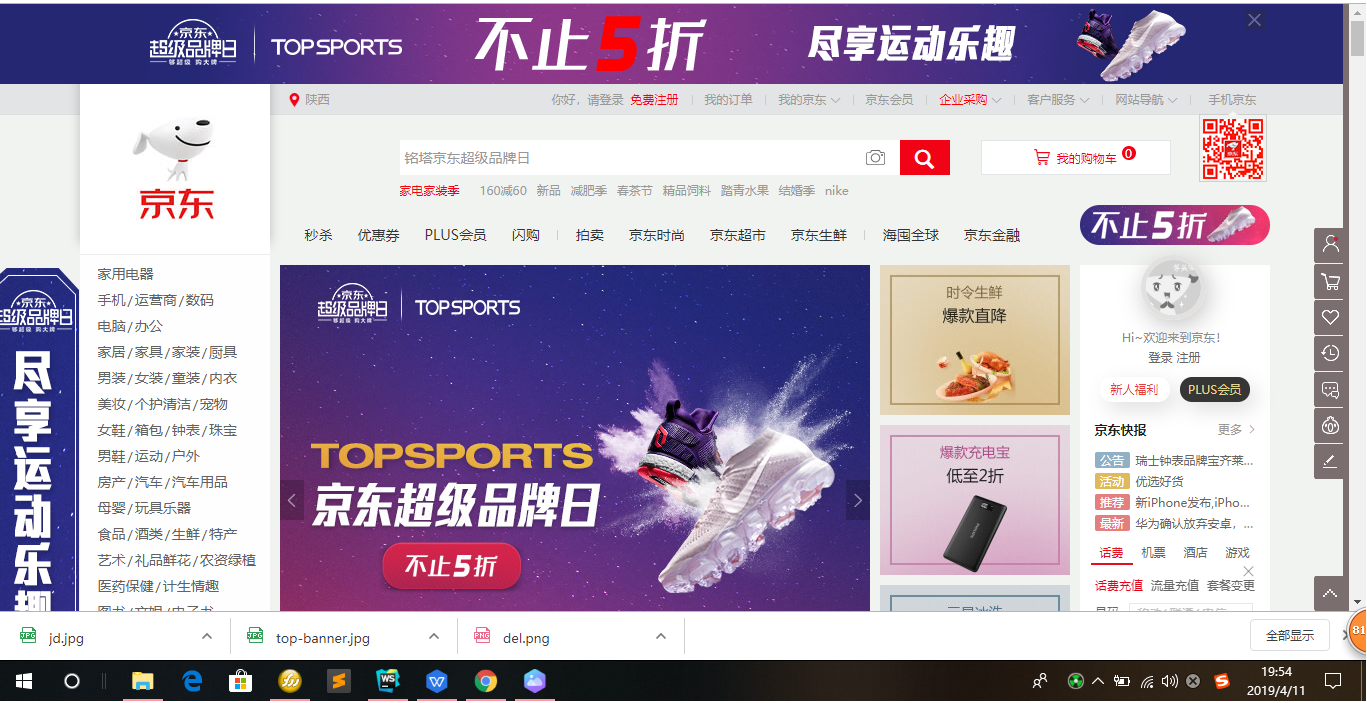 京东
超级品牌日
够超级 购大牌
TOPSPORTS
不止5折
尽享运动乐趣
陕西
你好，请登录 免费注册 我的订单 我的京东 京东会员 企业采购 客户服务 网站导航 手机京东
京东
铭塔京东超级品牌日
我的购物车 0
家电家装季 160减60 新品 减肥季 春茶节 精品饲料 踏青水果 结婚季 nike
秒杀 优惠券 PLUS会员 闪购 拍卖 京东时尚 京东超市 京东生鲜 海囤全球 京东金融
不止5折
京东
超级品牌日
够超级 购大牌
尽享运动乐趣
家用电器
手机/运营商/数码
电脑/办公
家居/家具/家装/厨具
男装/女装/童装/内衣
美妆/个护清洁/宠物
女鞋/箱包/钟表/珠宝
男鞋/运动/户外
房产/汽车/汽车用品
母婴/玩具乐器
食品/酒类/生鲜/特产
艺术/礼品鲜花/农资绿植
医药保健/计生情趣
京东
超级品牌日
够超级 购大牌
TOPSPORTS
TOPSPORTS
京东超级品牌日
不止5折
时令生鲜
爆款直降
爆款充电宝
低至2折
Hi~欢迎来到京东!
登录 注册
新人福利 PLUS会员
京东快报 更多
公告 瑞士钟表品牌宝齐莱...
活动 优选好货
推荐 新iPhone发布,iPho...
最新 华为确认放弃安卓，...
话费 机票 酒店 游戏
话费充值 流量充值 套餐变更
jd.jpg
top-banner.jpg
del.png
全部显示
81
19:54
2019/4/11